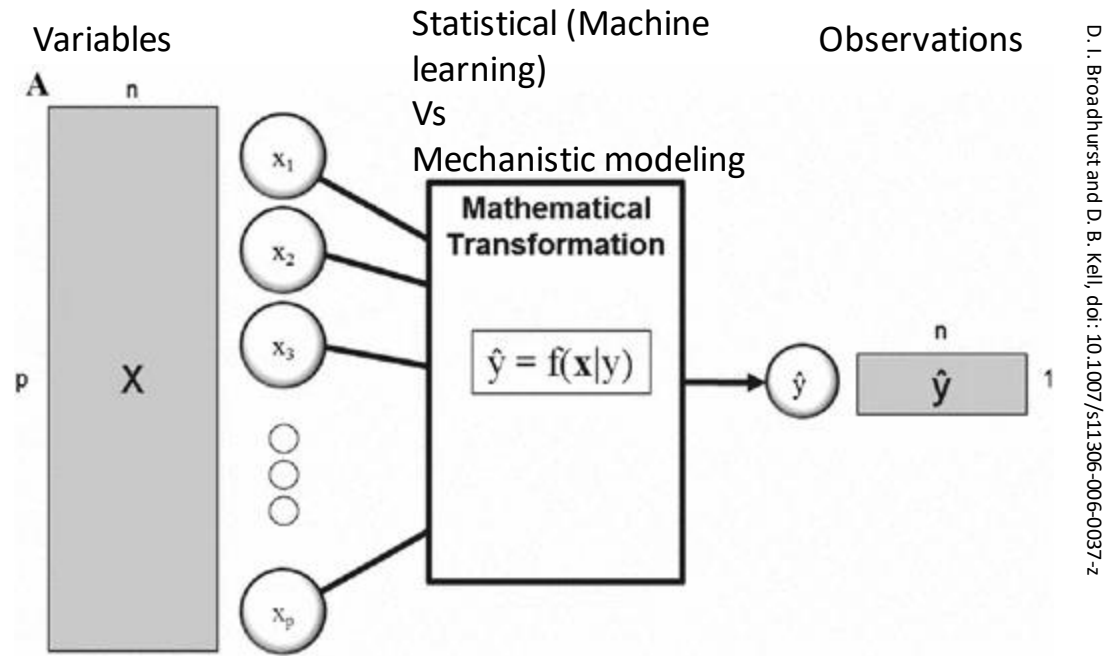 Variables
Statistical (Machine
learning)
Vs
Mechanistic modeling
Observations
A
n
p
X
x₁
x₂
x₃
xₚ
Mathematical
Transformation
ŷ = f(x|y)
ŷ
n
ŷ
1
D. I. Broadhurst and D. B. Kell, doi: 10.1007/s11306-006-0037-z